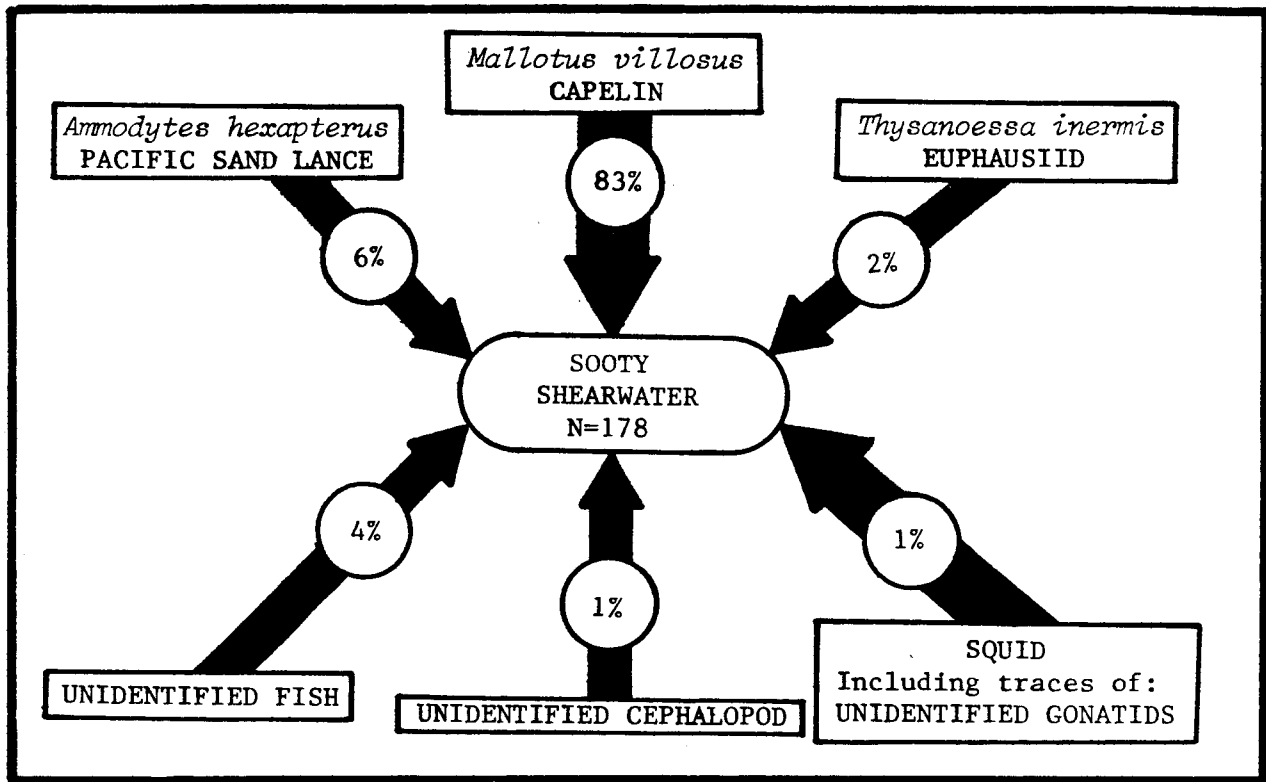 Mallotus villosus
CAPELIN
Ammodytes hexapterus
PACIFIC SAND LANCE
Thysanoessa inermis
EUPHAUSIID
83%
6%
2%
SOOTY
SHEARWATER
N=178
4%
1%
1%
UNIDENTIFIED FISH
UNIDENTIFIED CEPHALOPOD
SQUID
Including traces of:
UNIDENTIFIED GONATIDS